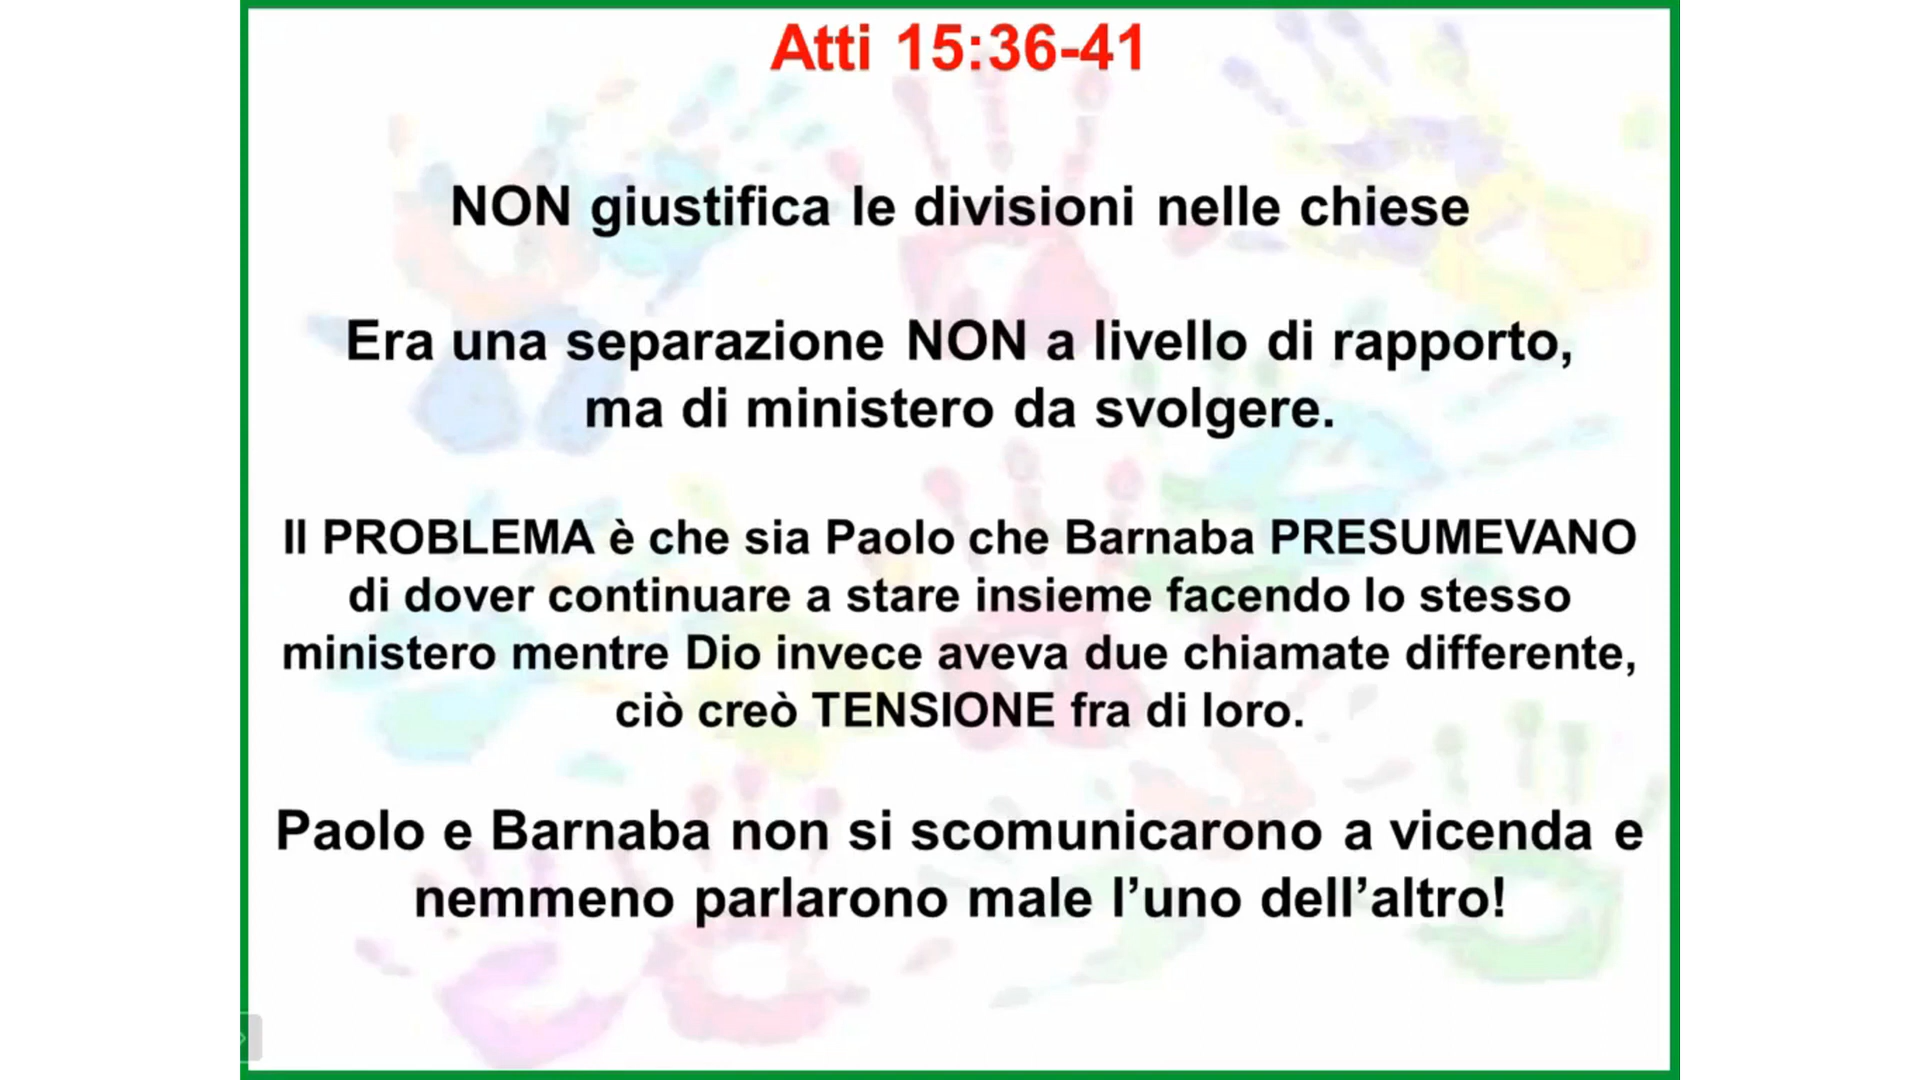 Atti 15:36-41
NON giustifica le divisioni nelle chiese
Era una separazione NON a livello di rapporto,
ma di ministero da svolgere.
Il PROBLEMA è che sia Paolo che Barnaba PRESUMEVANO
di dover continuare a stare insieme facendo lo stesso
ministero mentre Dio invece aveva due chiamate differente,
ciò creò TENSIONE fra di loro.
Paolo e Barnaba non si scomunicarono a vicenda e
nemmeno parlarono male l’uno dell’altro!